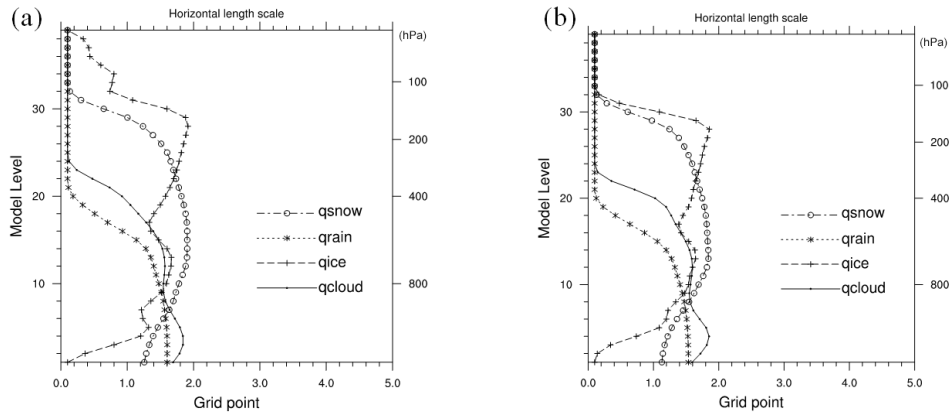 (a)
Horizontal length scale
(hPa)
100
200
400
800
30
20
10
Model Level
qsnow
qrain
qice
qcloud
0.0 1.0 2.0 3.0 4.0 5.0
Grid point
(b)
Horizontal length scale
(hPa)
100
200
400
800
30
20
10
Model Level
qsnow
qrain
qice
qcloud
0.0 1.0 2.0 3.0 4.0 5.0
Grid point